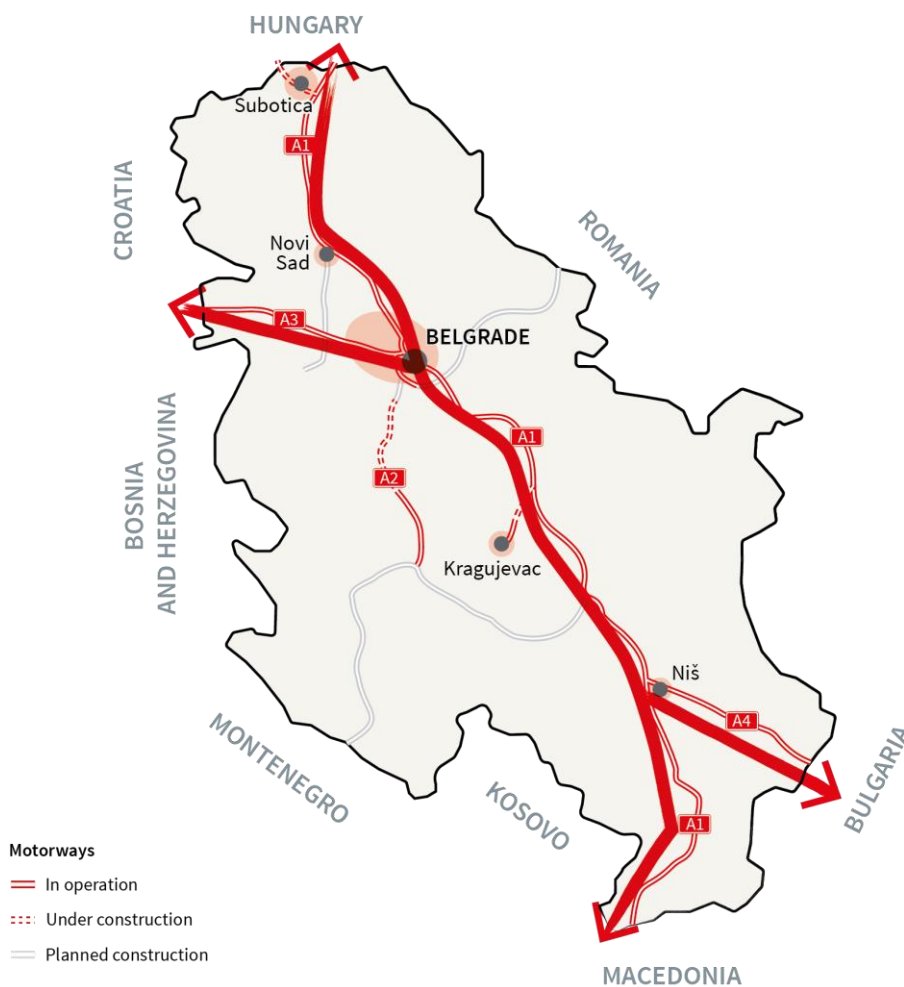 HUNGARY
Subotica
A1
CROATIA
ROMANIA
Novi
Sad
A3
BELGRADE
A1
BOSNIA
AND HERZEGOVINA
A2
Kragujevac
Niš
A4
MONTENEGRO
KOSOVO
BULGARIA
A1
Motorways
In operation
Under construction
Planned construction
MACEDONIA